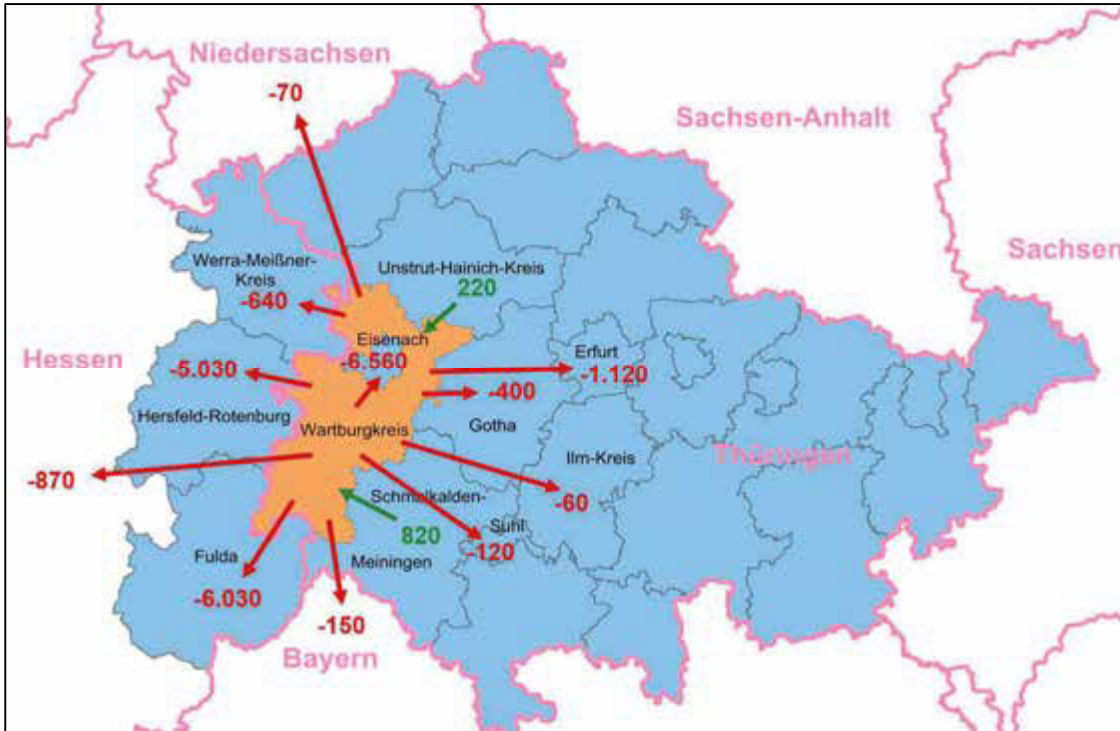 Niedersachsen
-70
Sachsen-Anhalt
Sachsen
Werra-Meißner-
Kreis
-640
Unstrut-Hainich-Kreis
220
Hessen
Eisenach
-6.560
-5.030
Erfurt
-1.120
-400
Hersfeld-Rotenburg
Wartburgkreis
Gotha
Ilm-Kreis
Thüringen
-870
Schmalkalden-
-60
820
Suhl
-120
Fulda
Meiningen
-6.030
-150
Bayern